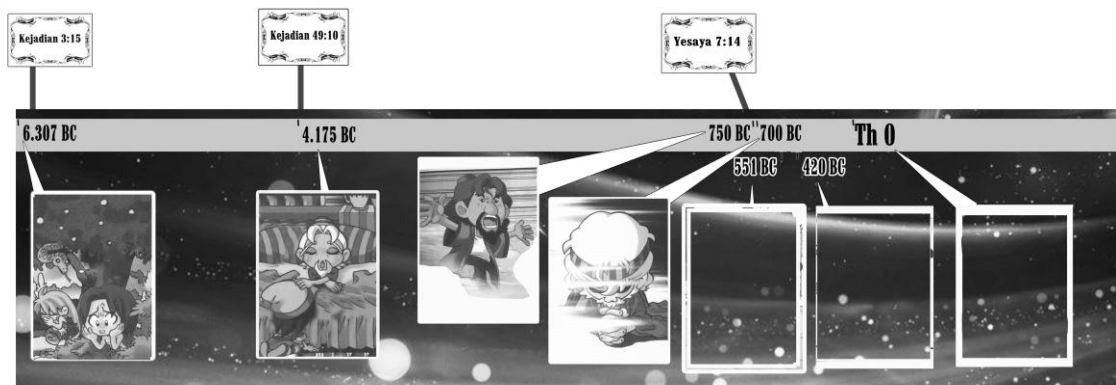 Kejadian 3:15
Kejadian 49:10
Yesaya 7:14
6.307 BC
4.175 BC
750 BC
700 BC
Th 0
551 BC
420 BC